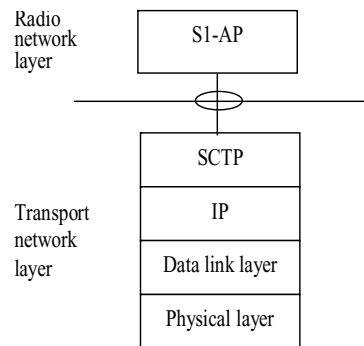 Radio
network
layer
S1-AP
SCTP
IP
Transport
network
layer
Data link layer
Physical layer